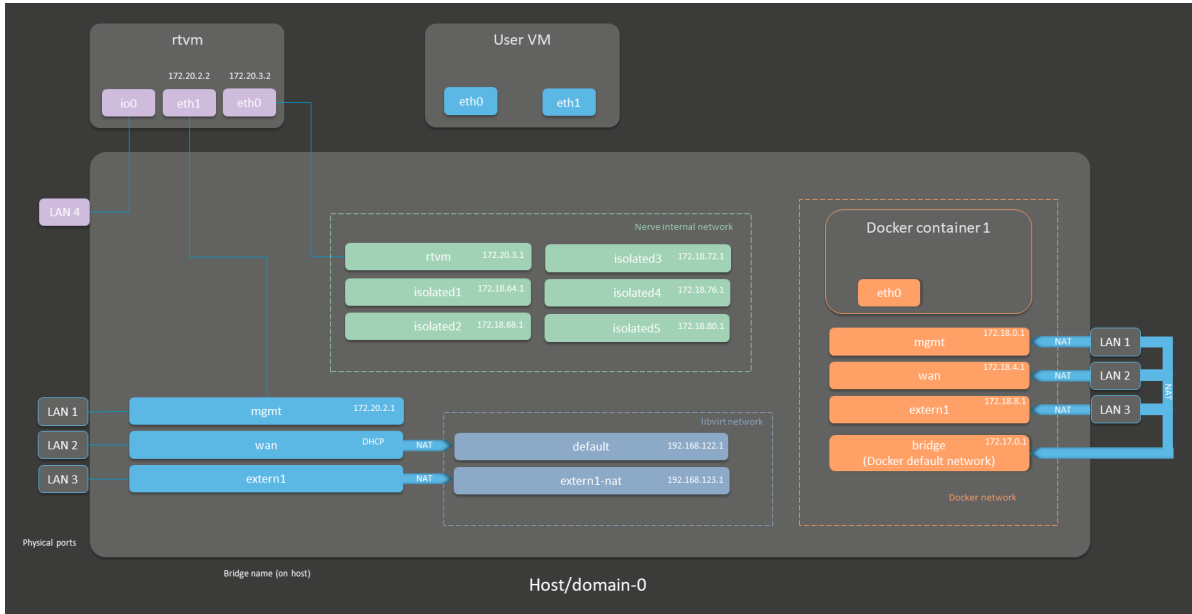 rtvm
172.20.2.2
172.20.3.2
io0
eth1
eth0
User VM
eth0
eth1
LAN 4
Nerve internal network
rtvm 172.20.3.1
isolated3 172.18.72.1
isolated1 172.18.64.1
isolated4 172.18.76.1
isolated2 172.18.68.1
isolated5 172.18.80.1
Docker container 1
eth0
172.18.0.1
mgmt
NAT
LAN 1
172.18.4.1
wan
NAT
LAN 2
172.18.8.1
extern1
NAT
LAN 3
NAT
172.17.0.1
bridge
(Docker default network)
Docker network
LAN 1
mgmt 172.20.2.1
LAN 2
wan DHCP
NAT
LAN 3
extern1
NAT
libvirt network
default 192.168.122.1
extern1-nat 192.168.123.1
Physical ports
Bridge name (on host)
Host/domain-0